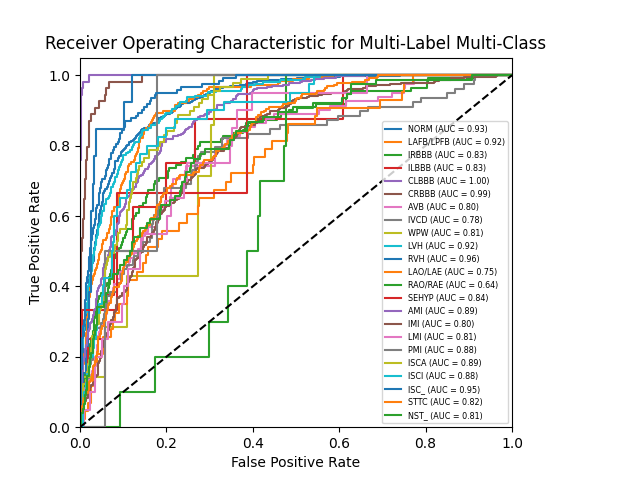 Receiver Operating Characteristic for Multi-Label Multi-Class
True Positive Rate
1.0
0.8
0.6
0.4
0.2
0.0
NORM (AUC = 0.93)
LAFB/LPFB (AUC = 0.92)
IRBBB (AUC = 0.83)
ILBBB (AUC = 0.83)
CLBBB (AUC = 1.00)
CRBBB (AUC = 0.99)
AVB (AUC = 0.80)
IVCD (AUC = 0.78)
WPW (AUC = 0.81)
LVH (AUC = 0.92)
RVH (AUC = 0.96)
LAO/LAE (AUC = 0.75)
RAO/RAE (AUC = 0.64)
SEHYP (AUC = 0.84)
AMI (AUC = 0.89)
IMI (AUC = 0.80)
LMI (AUC = 0.81)
PMI (AUC = 0.88)
ISCA (AUC = 0.89)
ISCI (AUC = 0.88)
ISC_ (AUC = 0.95)
STTC (AUC = 0.82)
NST_ (AUC = 0.81)
0.0 0.2 0.4 0.6 0.8 1.0
False Positive Rate